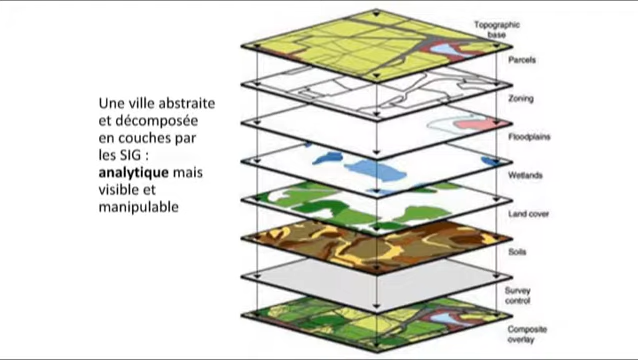 Une ville abstraite
et décomposée
en couches par
les SIG :
analytique mais
visible et
manipulable
Topographic
base
Parcels
Zoning
Floodplains
Wetlands
Land cover
Soils
Survey
control
Composite
overlay